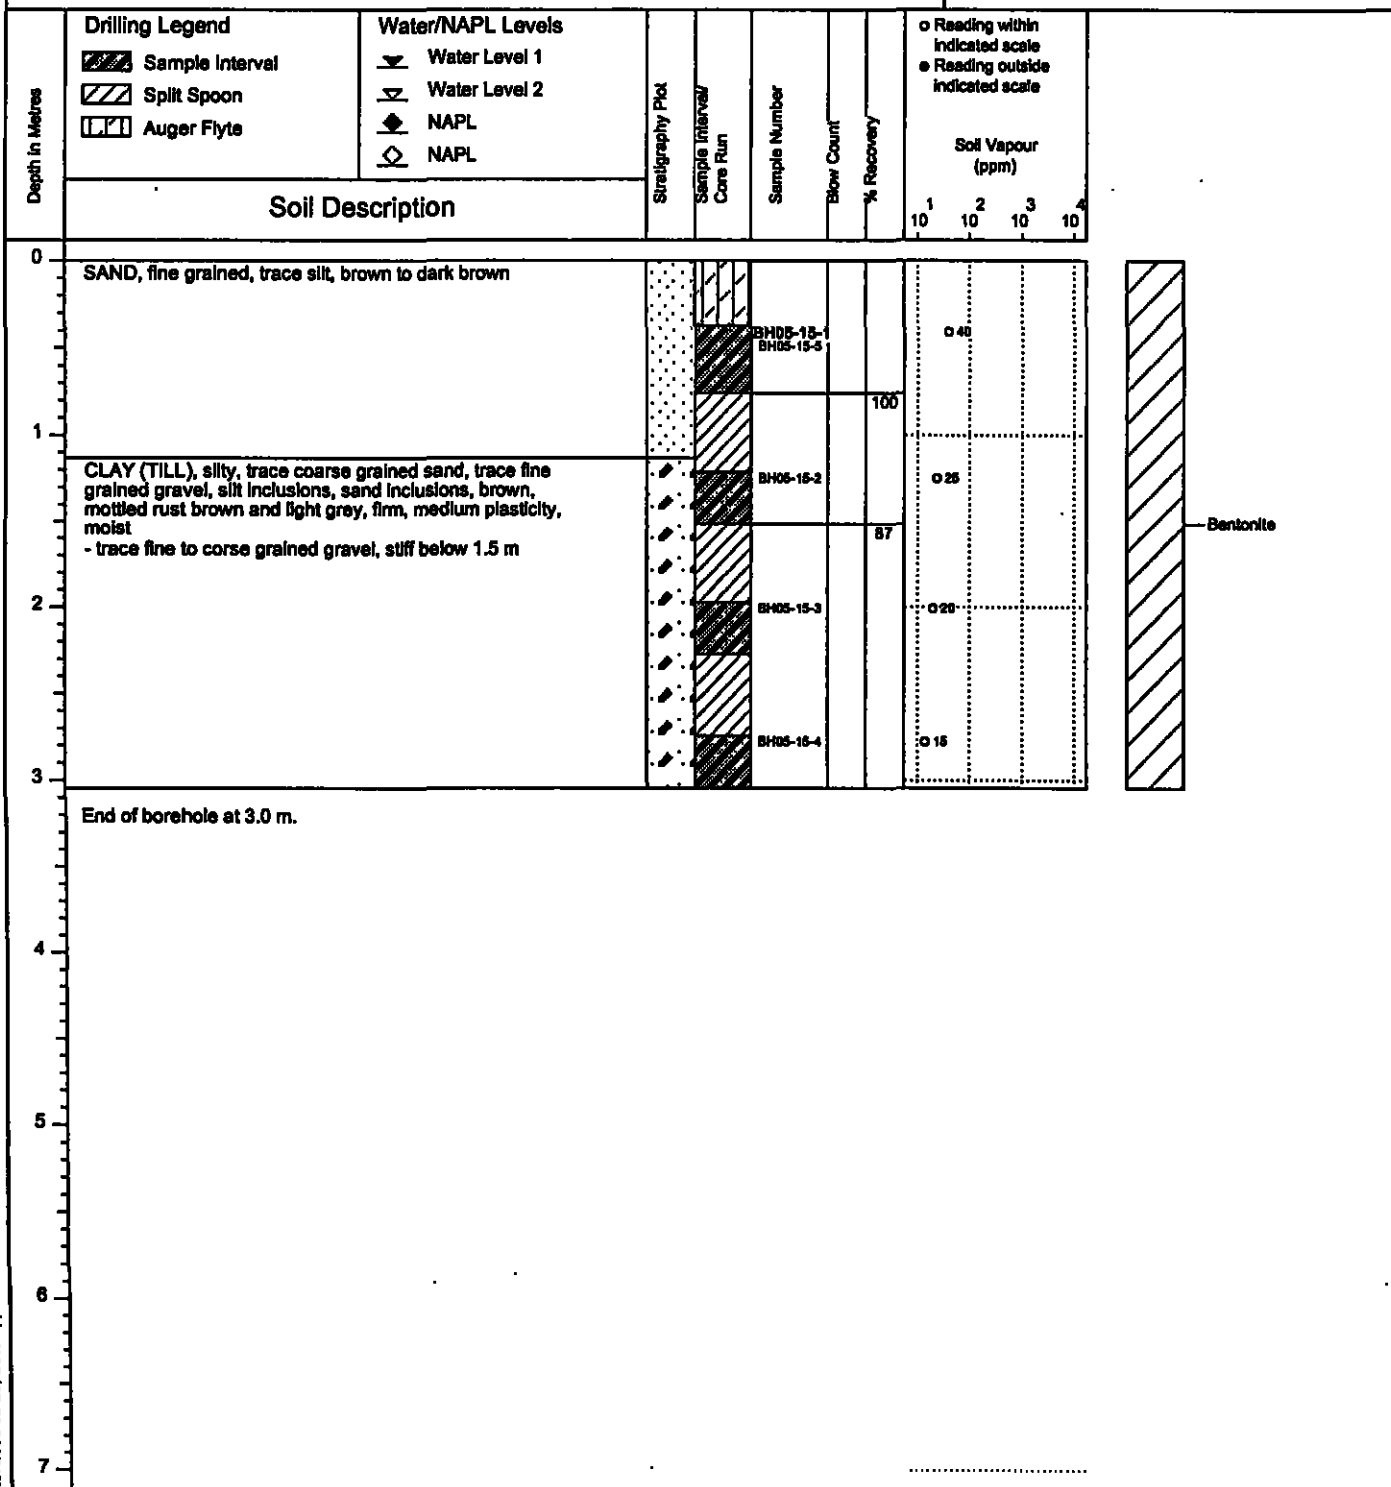 Drilling Legend
Sample Interval
Split Spoon
Auger Flyte
Water/NAPL Levels
Water Level 1
Water Level 2
NAPL
NAPL
Depth in Metres
Soil Description
Stratigraphy Plot
Sample Interval/
Core Run
Sample Number
Blow Count
% Recovery
Reading within
indicated scale
Reading outside
indicated scale
Soil Vapour
(ppm)
10 1 10 2 10 3 10 4
0
SAND, fine grained, trace silt, brown to dark brown
BH05-15-1
40
BH05-15-5
100
1
CLAY (TILL), silty, trace coarse grained sand, trace fine
grained gravel, silt inclusions, sand inclusions, brown,
mottled rust brown and light grey, firm, medium plasticity,
moist
- trace fine to corse grained gravel, stiff below 1.5 m
BH05-15-2
25
87
Bentonite
2
BH05-15-3
20
BH05-15-4
15
3
End of borehole at 3.0 m.
4
5
6
7